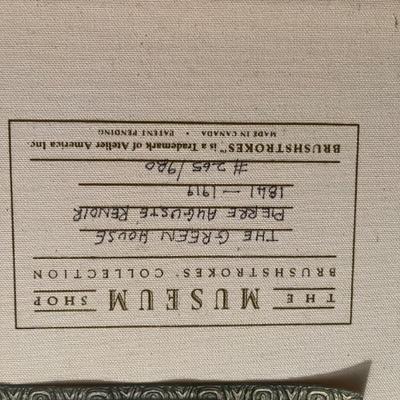 THE MUSEUM SHOP
BRUSHSTROKES™ COLLECTION
THE GREEN HOUSE
PIERRE AUGUSTE RENOIR
1841 — 1919
# 265/980
BRUSHSTROKES™ is a Trademark of Atelier America Inc.
MADE IN CANADA • PATENT PENDING